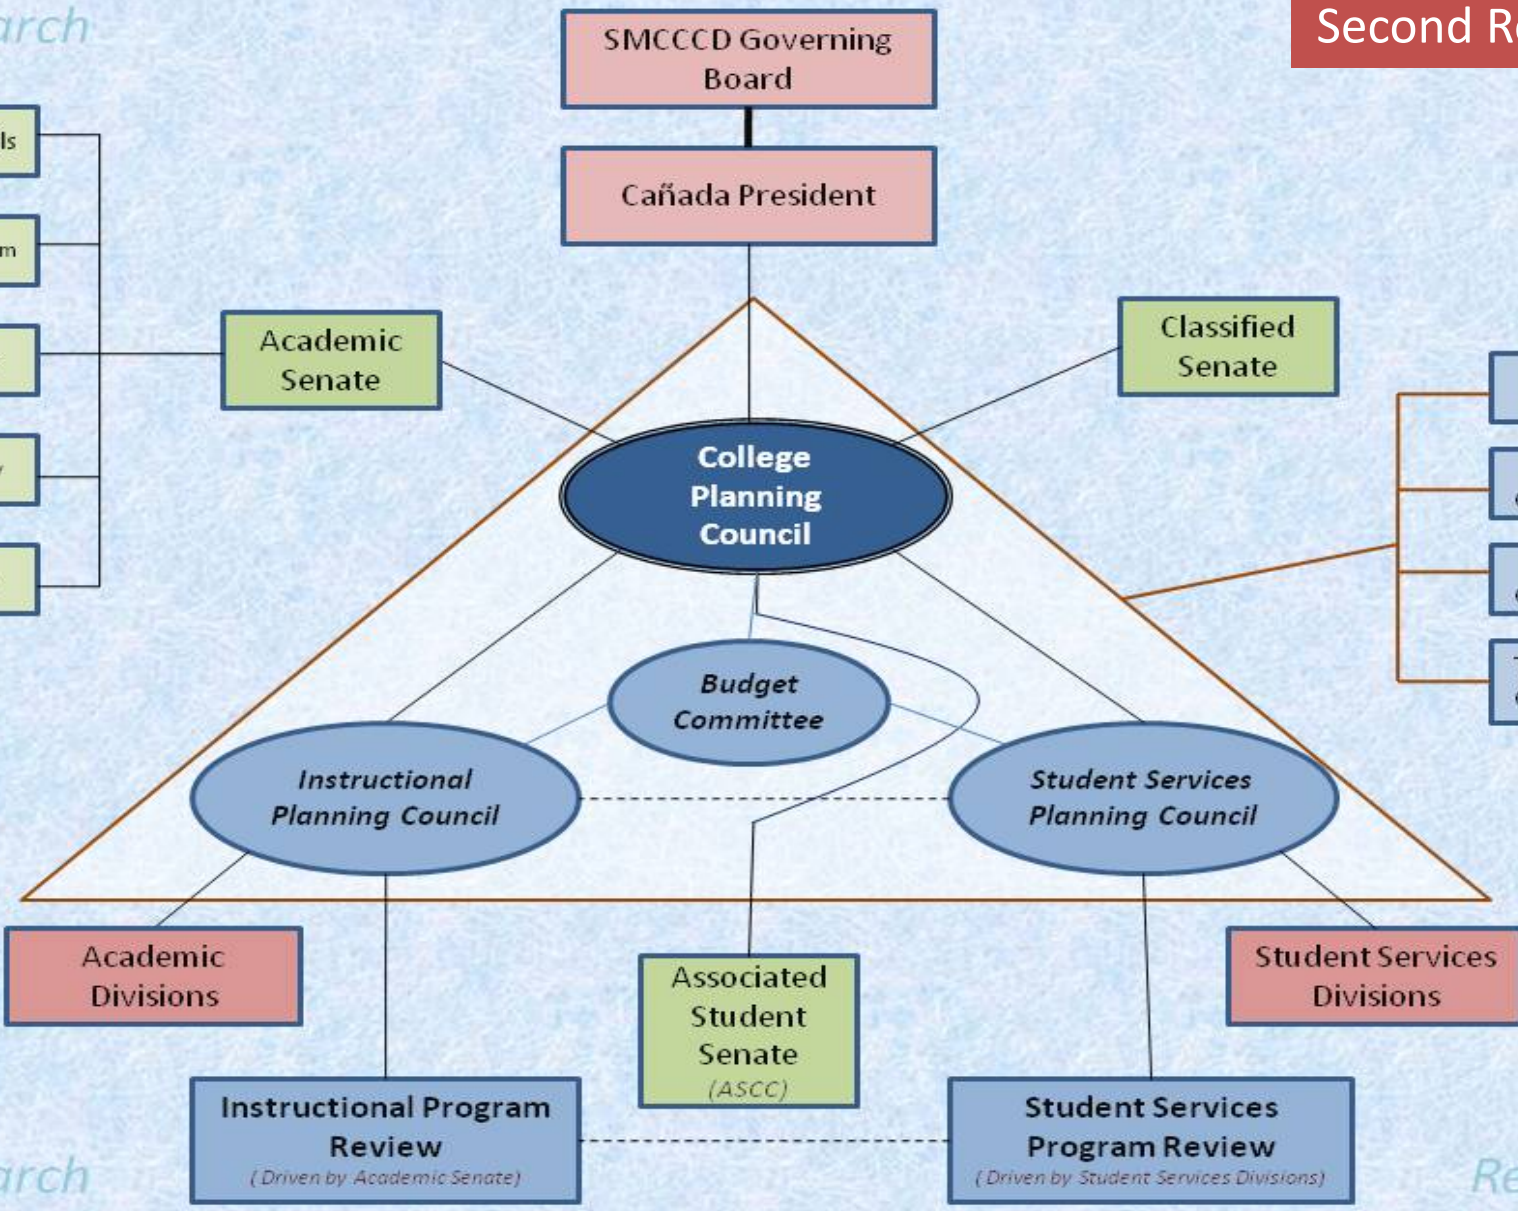 SMCCCD Governing
Board
Second
Cañada President
Academic
Senate
Classified
Senate
College
Planning
Council
Budget
Committee
Instructional
Planning Council
Student Services
Planning Council
Academic
Divisions
Associated
Student
Senate
(ASCC)
Student Services
Divisions
Instructional Program
Review
(Driven by Academic Senate)
Student Services
Program Review
(Driven by Student Services Divisions)